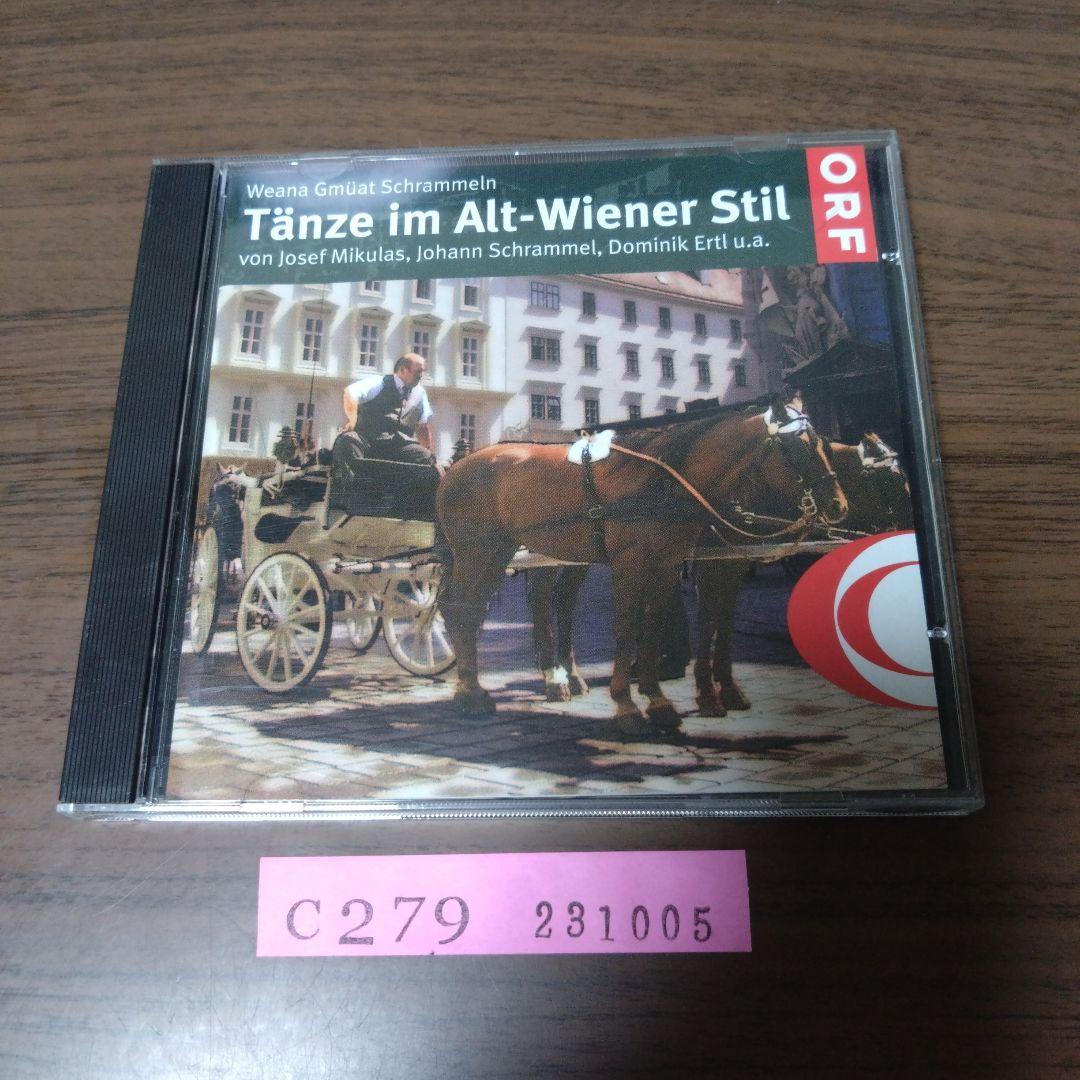 Weana Gmüat Schrammeln
Tänze im Alt-Wiener Stil
von Josef Mikulas, Johann Schrammel, Dominik Ertl u.a.
ORF
C279 231005